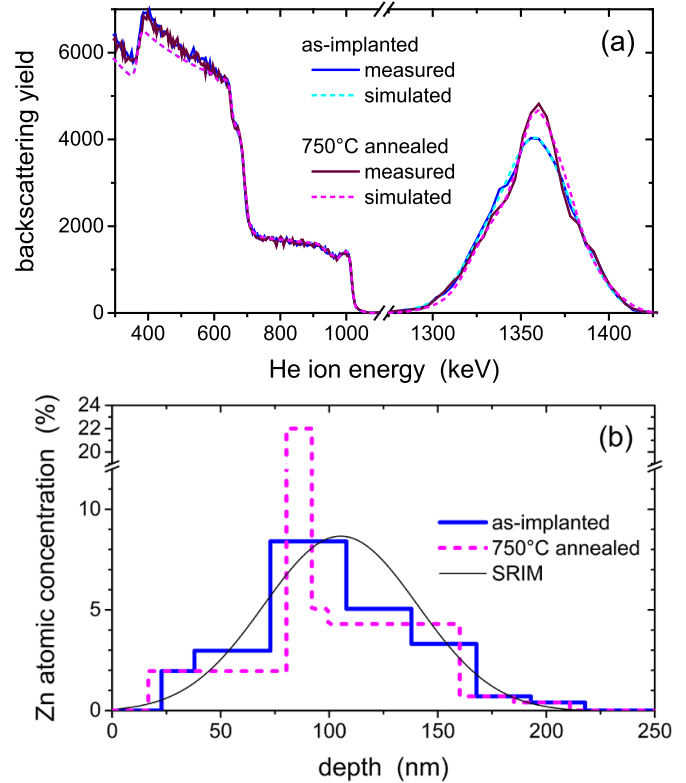 (a)
6000
4000
2000
0
backscattering yield
as-implanted
measured
simulated
750°C annealed
measured
simulated
400 600 800 1000 1300 1350 1400
He ion energy (keV)
24
22
20
10
5
0
Zn atomic concentration (%)
(b)
as-implanted
750°C annealed
SRIM
0 50 100 150 200 250
depth (nm)